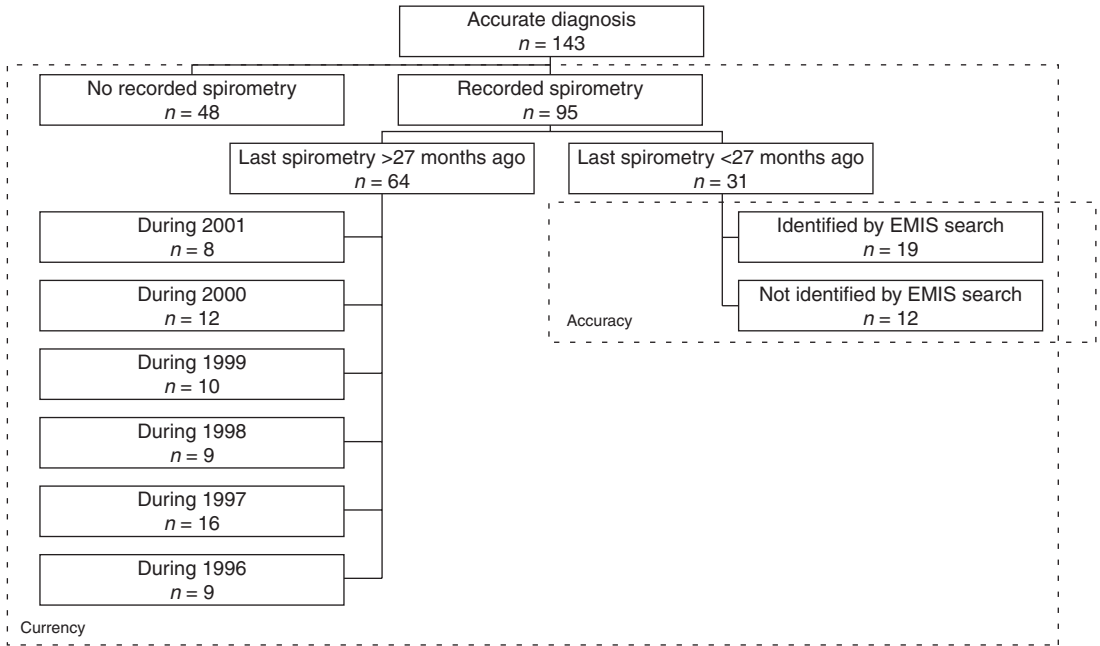 Accurate diagnosis
n = 143
No recorded spirometry
n = 48
Recorded spirometry
n = 95
Last spirometry >27 months ago
n = 64
Last spirometry <27 months ago
n = 31
During 2001
n = 8
During 2000
n = 12
During 1999
n = 10
During 1998
n = 9
During 1997
n = 16
During 1996
n = 9
Identified by EMIS search
n = 19
Not identified by EMIS search
n = 12
Accuracy
Currency